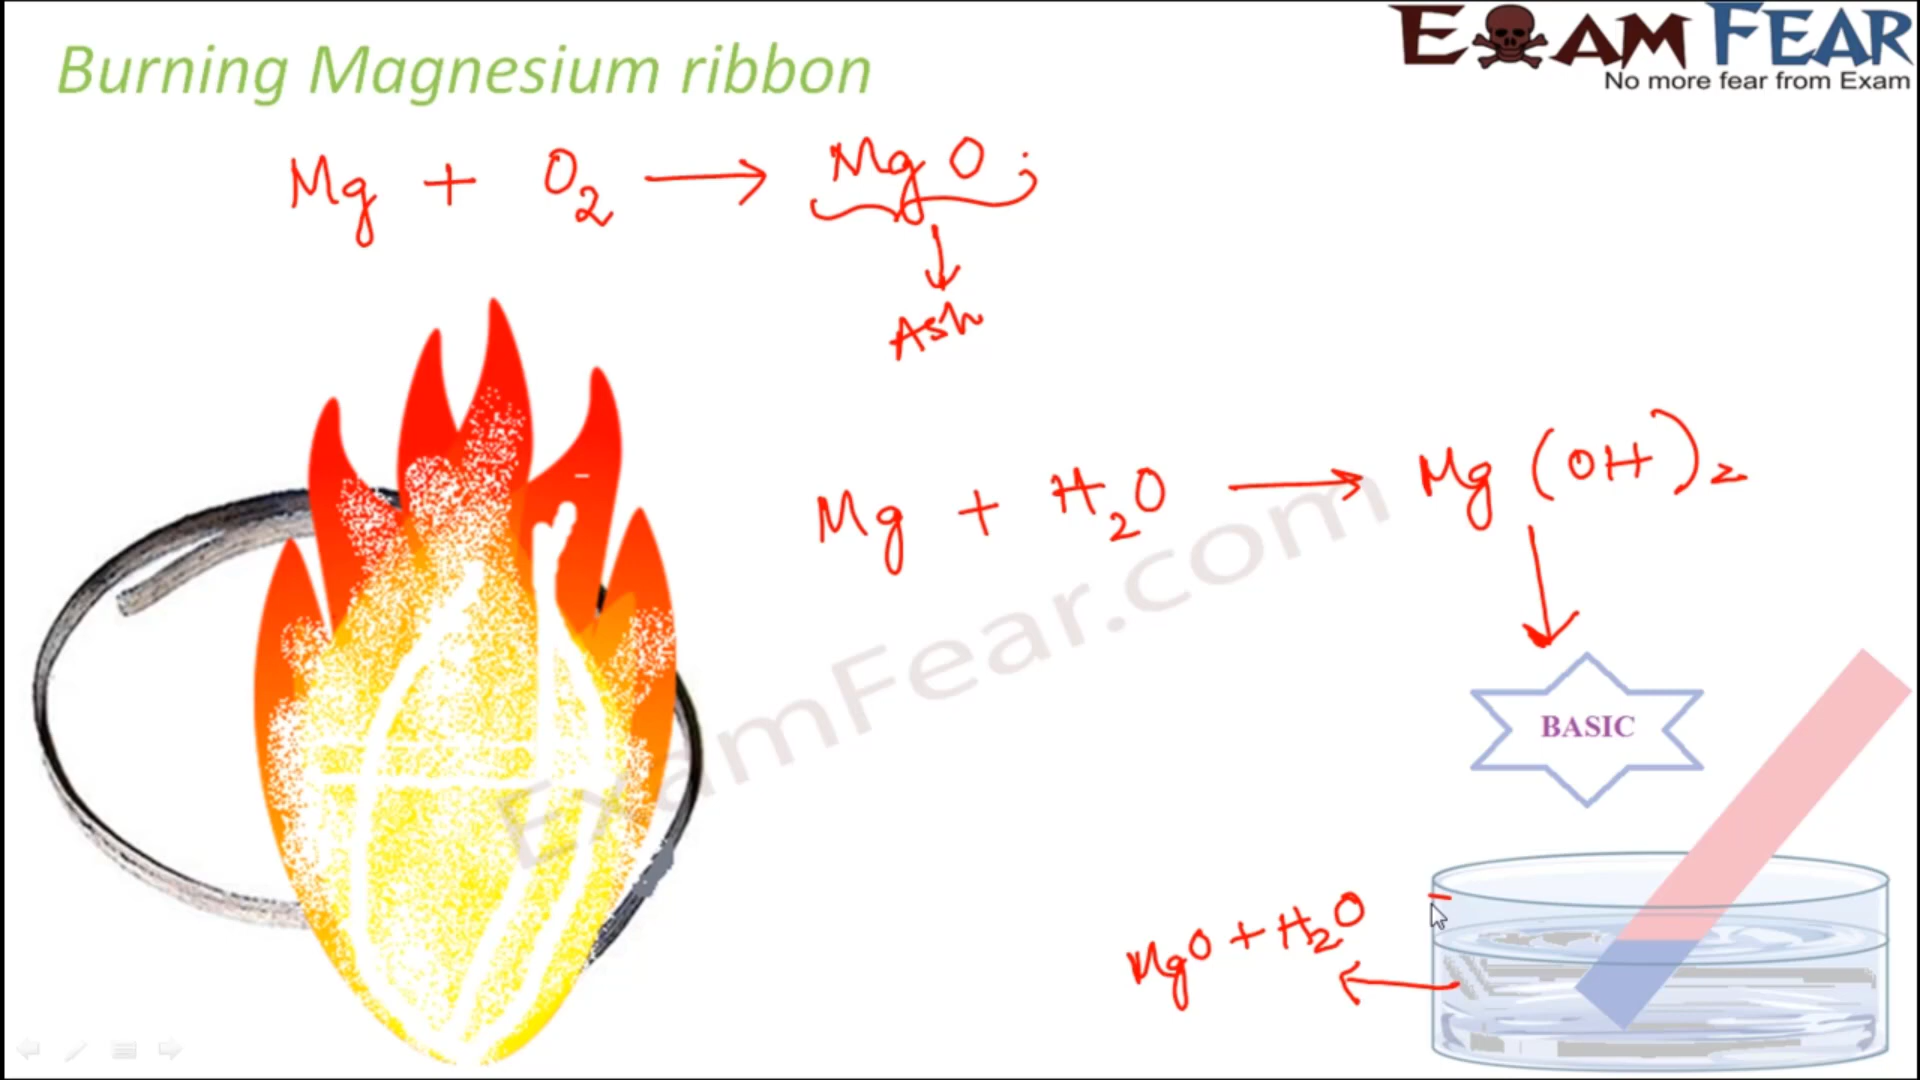 Burning Magnesium ribbon
EXAM FEAR
No more fear from Exam
Mg + O2 → MgO;
↓
Ash
Mg + H2O → Mg(OH)2
↓
BASIC
ExamFear.com
MgO + H2O
←